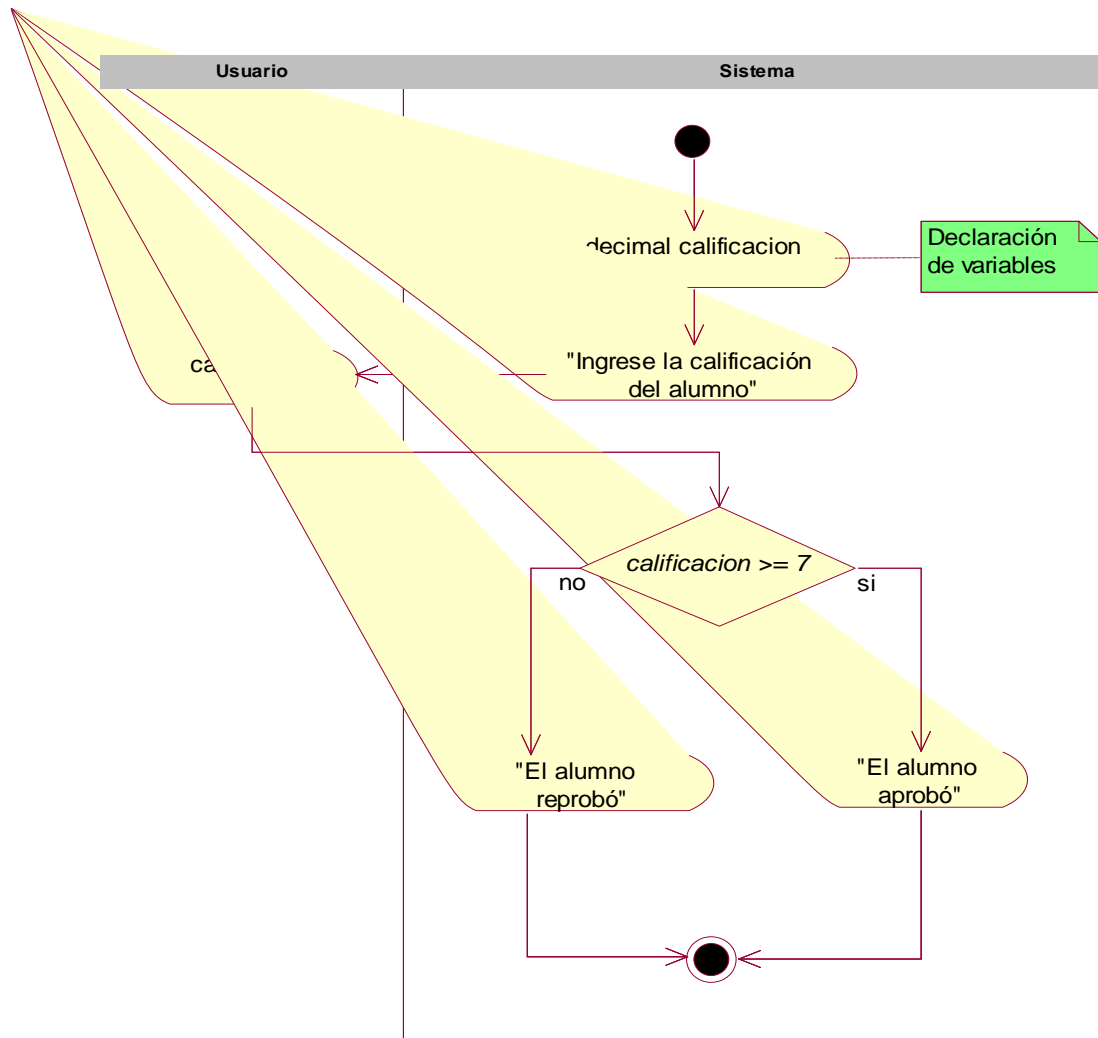 Usuario
Sistema
decimal calificacion
Declaración
de variables
"Ingrese la calificación
del alumno"
calificacion >= 7
no
si
"El alumno
reprobó"
"El alumno
aprobó"